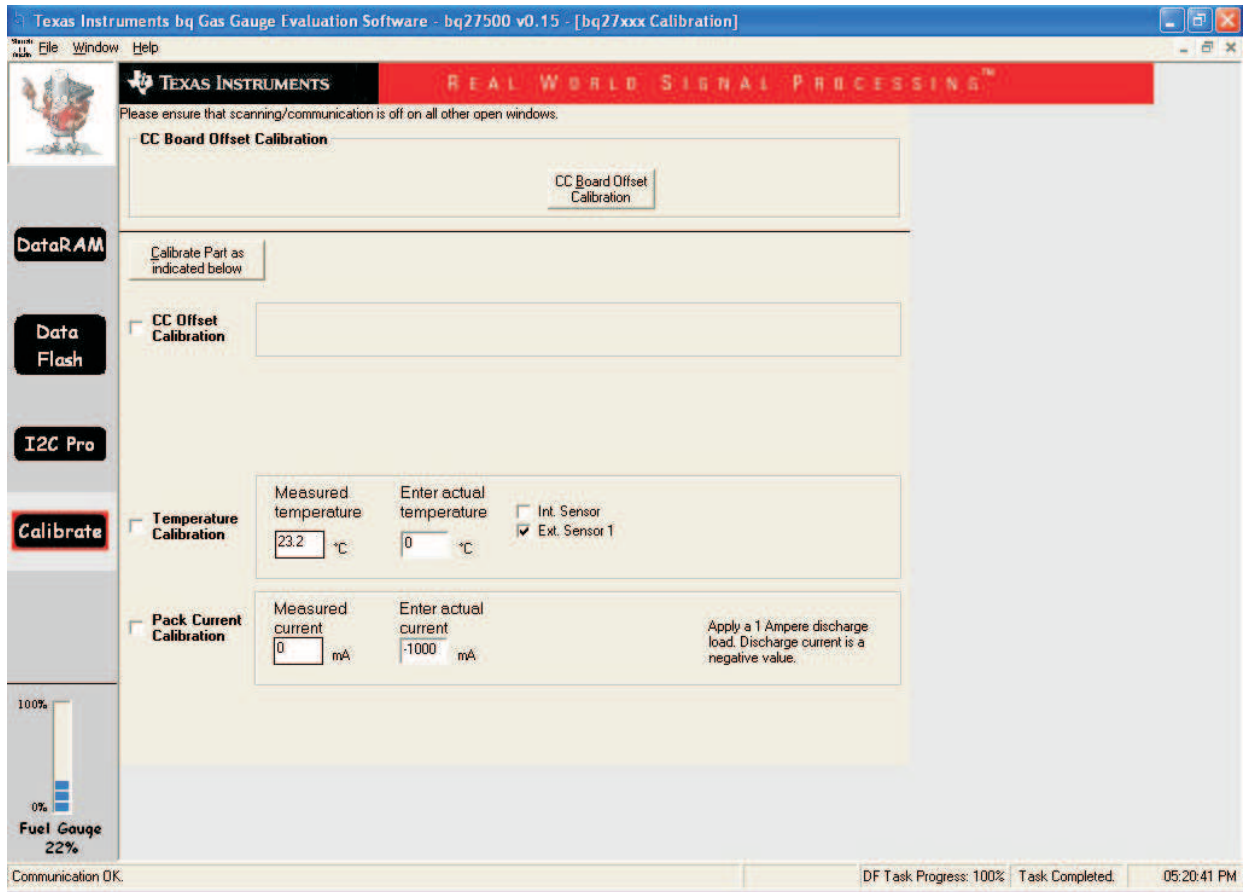 Texas Instruments bq Gas Gauge Evaluation Software - bq27500 v0.15 - [bq27xxx Calibration]
File Window Help
TEXAS INSTRUMENTS
REAL WORLD SIGNAL PROCESSING™
Please ensure that scanning/communication is off on all other open windows.
CC Board Offset Calibration
CC Board Offset
Calibration
DataRAM
Calibrate Part as
indicated below
CC Offset
Calibration
Data
Flash
I2C Pro
Calibrate
Temperature
Calibration
Measured
temperature
23.2 °C
Enter actual
temperature
0 °C
Int. Sensor
Ext. Sensor 1
Pack Current
Calibration
Measured
current
0 mA
Enter actual
current
-1000 mA
Apply a 1 Ampere discharge
load. Discharge current is a
negative value.
100%
0%
Fuel Gauge
22%
Communication OK.
DF Task Progress: 100%
Task Completed.
05:20:41 PM